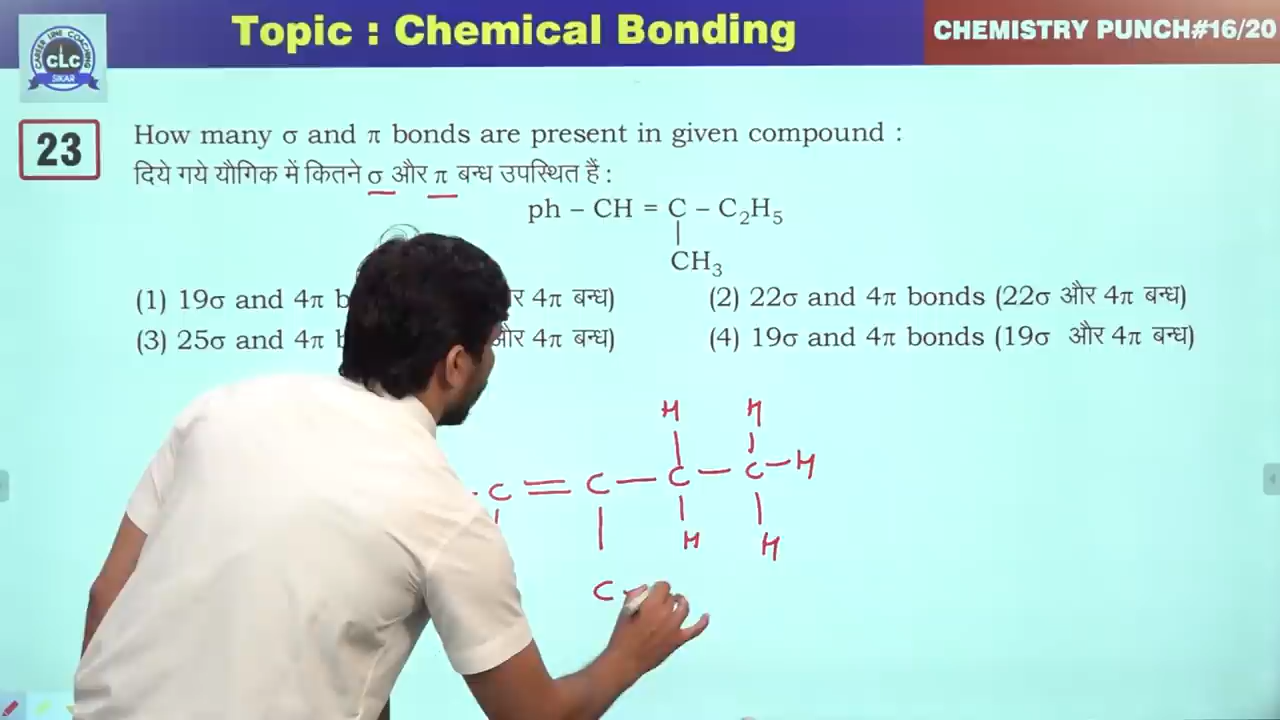 Topic : Chemical Bonding
CHEMISTRY PUNCH#16/20
CAREER LINE COACHING
CLC
SIKAR
23
How many σ and π bonds are present in given compound :
दिये गये यौगिक में कितने σ और π बन्ध उपस्थित हैं :
ph – CH = C – C₂H₅
|
CH₃
(1) 19σ and 4π b र 4π बन्ध)
(2) 22σ and 4π bonds (22σ और 4π बन्ध)
(3) 25σ and 4π b और 4π बन्ध)
(4) 19σ and 4π bonds (19σ और 4π बन्ध)
H H
| |
C = C — C — C – H
| | | |
H H
C